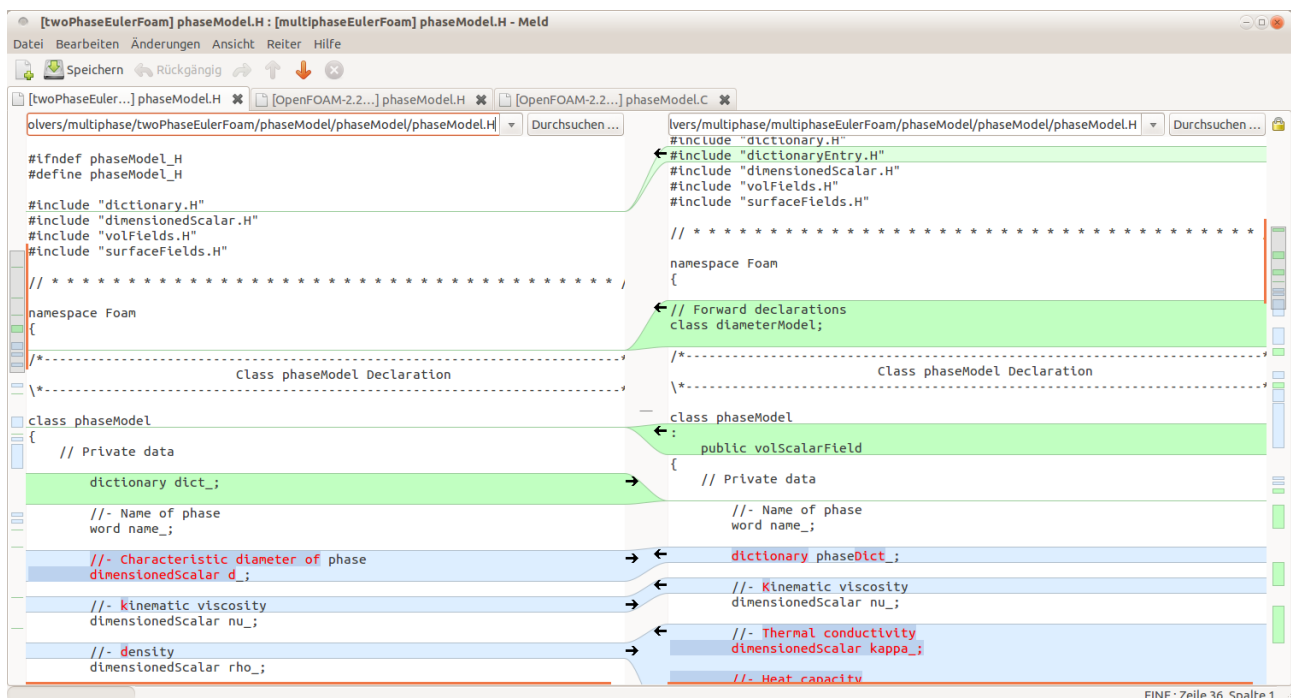 [twoPhaseEulerFoam] phaseModel.H : [multiphaseEulerFoam] phaseModel.H - Meld
Datei Bearbeiten Änderungen Ansicht Reiter Hilfe
Speichern Rückgängig
[twoPhaseEuler...] phaseModel.H [OpenFOAM-2.2...] phaseModel.H [OpenFOAM-2.2...] phaseModel.C
olvers/multiphase/twoPhaseEulerFoam/phaseModel/phaseModel/phaseModel.H Durchsuchen ...
#ifndef phaseModel_H
#define phaseModel_H
#include "dictionary.H"
#include "dimensionedScalar.H"
#include "volFields.H"
#include "surfaceFields.H"
// * * * * * * * * * * * * * * * * * * * * * * * * * * * * * * * * * * * * * /
namespace Foam
{
/*---------------------------------------------------------------------------*
Class phaseModel Declaration
\*---------------------------------------------------------------------------*
class phaseModel
{
// Private data
dictionary dict_;
//- Name of phase
word name_;
//- Characteristic diameter of phase
dimensionedScalar d_;
//- kinematic viscosity
dimensionedScalar nu_;
//- density
dimensionedScalar rho_;
lvers/multiphase/multiphaseEulerFoam/phaseModel/phaseModel/phaseModel.H Durchsuchen ...
#include "dictionary.H"
#include "dictionaryEntry.H"
#include "dimensionedScalar.H"
#include "volFields.H"
#include "surfaceFields.H"
// * * * * * * * * * * * * * * * * * * * * * * * * * * * * * * * * * * * * * /
namespace Foam
{
// Forward declarations
class diameterModel;
/*---------------------------------------------------------------------------*
Class phaseModel Declaration
\*---------------------------------------------------------------------------*
class phaseModel
:
public volScalarField
{
// Private data
//- Name of phase
word name_;
dictionary phaseDict_;
//- Kinematic viscosity
dimensionedScalar nu_;
//- Thermal conductivity
dimensionedScalar kappa_;
//- Heat capacity
EINF : Zeile 36, Spalte 1